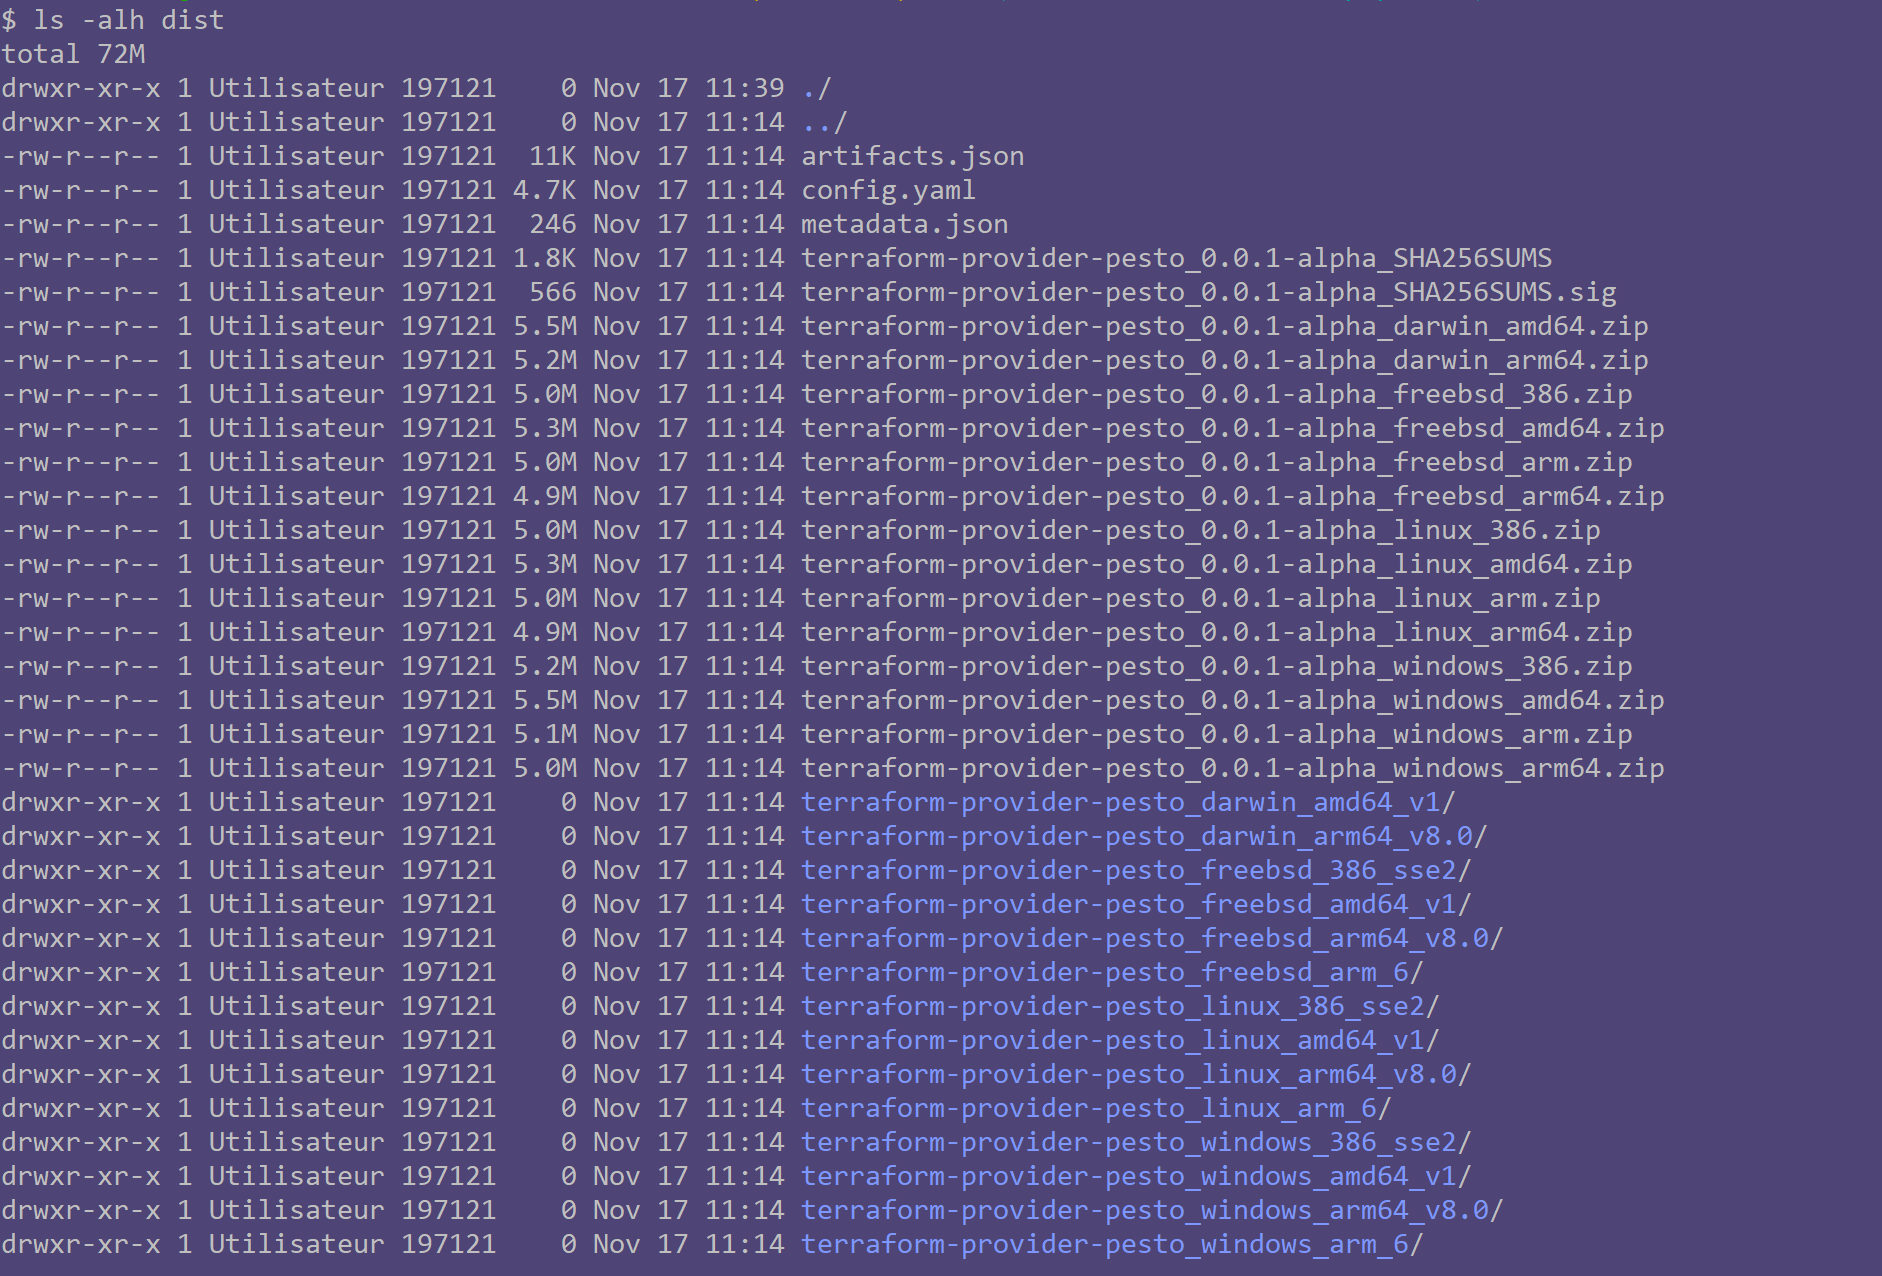 $ ls -alh dist
total 72M
drwxr-xr-x 1 Utilisateur 197121    0 Nov 17 11:39 ./
drwxr-xr-x 1 Utilisateur 197121    0 Nov 17 11:14 ../
-rw-r--r-- 1 Utilisateur 197121  11K Nov 17 11:14 artifacts.json
-rw-r--r-- 1 Utilisateur 197121 4.7K Nov 17 11:14 config.yaml
-rw-r--r-- 1 Utilisateur 197121  246 Nov 17 11:14 metadata.json
-rw-r--r-- 1 Utilisateur 197121 1.8K Nov 17 11:14 terraform-provider-pesto_0.0.1-alpha_SHA256SUMS
-rw-r--r-- 1 Utilisateur 197121  566 Nov 17 11:14 terraform-provider-pesto_0.0.1-alpha_SHA256SUMS.sig
-rw-r--r-- 1 Utilisateur 197121 5.5M Nov 17 11:14 terraform-provider-pesto_0.0.1-alpha_darwin_amd64.zip
-rw-r--r-- 1 Utilisateur 197121 5.2M Nov 17 11:14 terraform-provider-pesto_0.0.1-alpha_darwin_arm64.zip
-rw-r--r-- 1 Utilisateur 197121 5.0M Nov 17 11:14 terraform-provider-pesto_0.0.1-alpha_freebsd_386.zip
-rw-r--r-- 1 Utilisateur 197121 5.3M Nov 17 11:14 terraform-provider-pesto_0.0.1-alpha_freebsd_amd64.zip
-rw-r--r-- 1 Utilisateur 197121 5.0M Nov 17 11:14 terraform-provider-pesto_0.0.1-alpha_freebsd_arm.zip
-rw-r--r-- 1 Utilisateur 197121 4.9M Nov 17 11:14 terraform-provider-pesto_0.0.1-alpha_freebsd_arm64.zip
-rw-r--r-- 1 Utilisateur 197121 5.0M Nov 17 11:14 terraform-provider-pesto_0.0.1-alpha_linux_386.zip
-rw-r--r-- 1 Utilisateur 197121 5.3M Nov 17 11:14 terraform-provider-pesto_0.0.1-alpha_linux_amd64.zip
-rw-r--r-- 1 Utilisateur 197121 5.0M Nov 17 11:14 terraform-provider-pesto_0.0.1-alpha_linux_arm.zip
-rw-r--r-- 1 Utilisateur 197121 4.9M Nov 17 11:14 terraform-provider-pesto_0.0.1-alpha_linux_arm64.zip
-rw-r--r-- 1 Utilisateur 197121 5.2M Nov 17 11:14 terraform-provider-pesto_0.0.1-alpha_windows_386.zip
-rw-r--r-- 1 Utilisateur 197121 5.5M Nov 17 11:14 terraform-provider-pesto_0.0.1-alpha_windows_amd64.zip
-rw-r--r-- 1 Utilisateur 197121 5.1M Nov 17 11:14 terraform-provider-pesto_0.0.1-alpha_windows_arm.zip
-rw-r--r-- 1 Utilisateur 197121 5.0M Nov 17 11:14 terraform-provider-pesto_0.0.1-alpha_windows_arm64.zip
drwxr-xr-x 1 Utilisateur 197121    0 Nov 17 11:14 terraform-provider-pesto_darwin_amd64_v1/
drwxr-xr-x 1 Utilisateur 197121    0 Nov 17 11:14 terraform-provider-pesto_darwin_arm64_v8.0/
drwxr-xr-x 1 Utilisateur 197121    0 Nov 17 11:14 terraform-provider-pesto_freebsd_386_sse2/
drwxr-xr-x 1 Utilisateur 197121    0 Nov 17 11:14 terraform-provider-pesto_freebsd_amd64_v1/
drwxr-xr-x 1 Utilisateur 197121    0 Nov 17 11:14 terraform-provider-pesto_freebsd_arm64_v8.0/
drwxr-xr-x 1 Utilisateur 197121    0 Nov 17 11:14 terraform-provider-pesto_freebsd_arm_6/
drwxr-xr-x 1 Utilisateur 197121    0 Nov 17 11:14 terraform-provider-pesto_linux_386_sse2/
drwxr-xr-x 1 Utilisateur 197121    0 Nov 17 11:14 terraform-provider-pesto_linux_amd64_v1/
drwxr-xr-x 1 Utilisateur 197121    0 Nov 17 11:14 terraform-provider-pesto_linux_arm64_v8.0/
drwxr-xr-x 1 Utilisateur 197121    0 Nov 17 11:14 terraform-provider-pesto_linux_arm_6/
drwxr-xr-x 1 Utilisateur 197121    0 Nov 17 11:14 terraform-provider-pesto_windows_386_sse2/
drwxr-xr-x 1 Utilisateur 197121    0 Nov 17 11:14 terraform-provider-pesto_windows_amd64_v1/
drwxr-xr-x 1 Utilisateur 197121    0 Nov 17 11:14 terraform-provider-pesto_windows_arm64_v8.0/
drwxr-xr-x 1 Utilisateur 197121    0 Nov 17 11:14 terraform-provider-pesto_windows_arm_6/